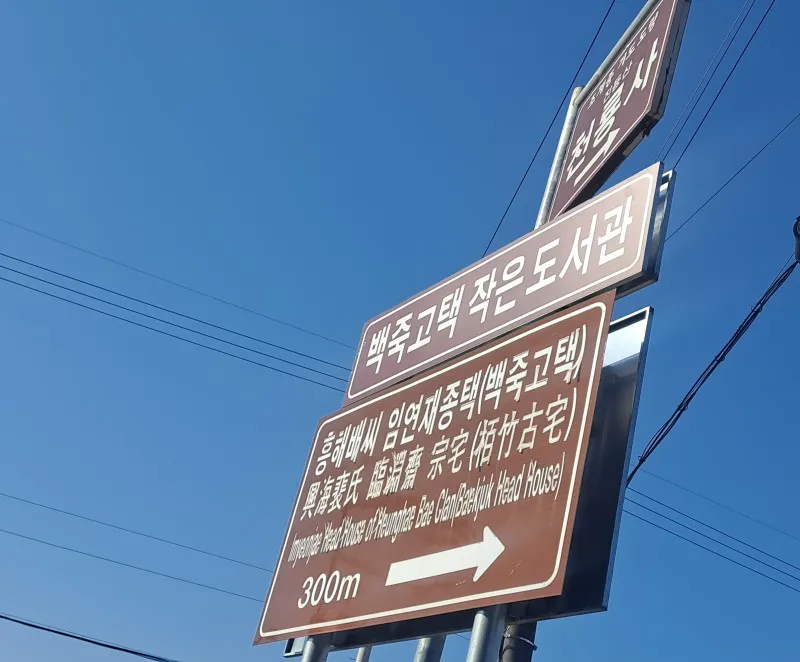 천룡사
백죽고택 작은도서관
흥해배씨 임연재종택(백죽고택)
興海裵氏 臨淵齋 宗宅(栢竹古宅)
Imyeonjae Head House of Heunghae Bae Clan(Baekjuk Head House)
300m